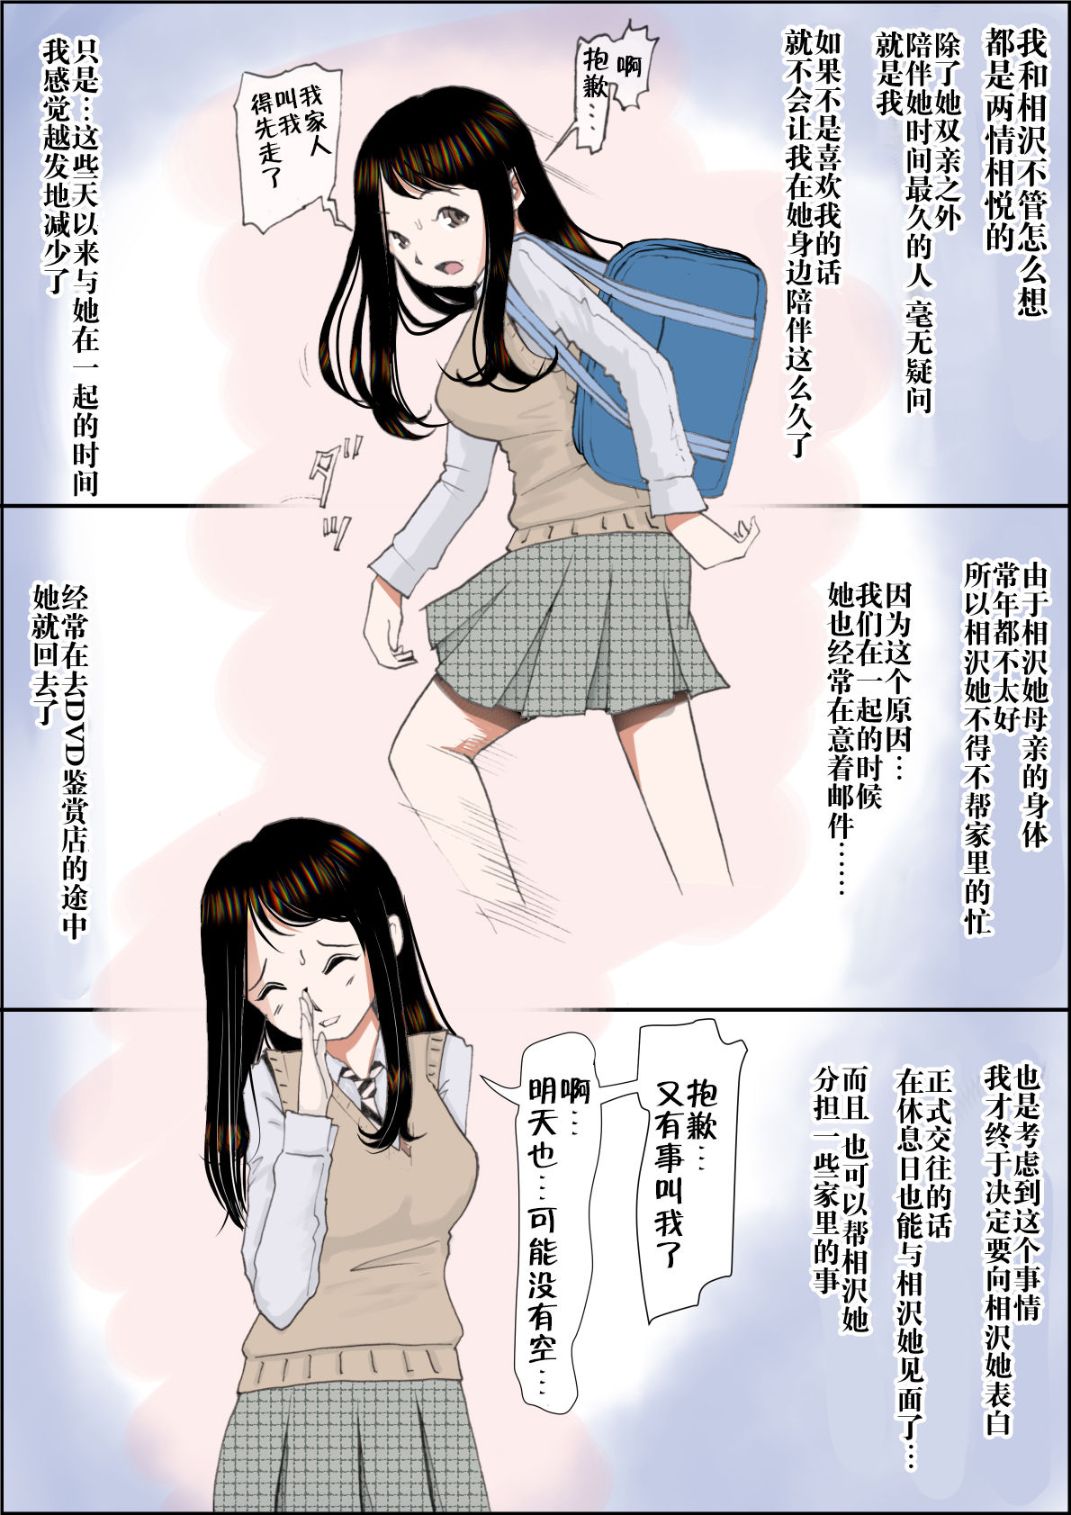 我和相沢不管怎么想
都是两情相悦的
除了她双亲之外
陪伴她时间最久的人 毫无疑问
就是我
如果不是喜欢我的话
就不会让我在她身边陪伴这么久了
啊
抱歉…
我家人
叫我
得先
走了
只是…这些天以来与她在一起的时间
我感觉越发地减少了
ダッ
由于相沢她母亲的身体
常年都不太好
所以相沢她不得不帮家里的忙
因为这个原因…
我们在一起的时候
她也经常在意着邮件……
经常在去DVD鉴赏店的途中
她就回去了
也是考虑到这个事情
我才终于决定要向相沢她表白
正式交往的话
在休息日也能与相沢她见面了…
而且 也可以帮相沢她
分担一些家里的事
抱歉…
又有事叫我了
啊…
明天也…可能没有空…